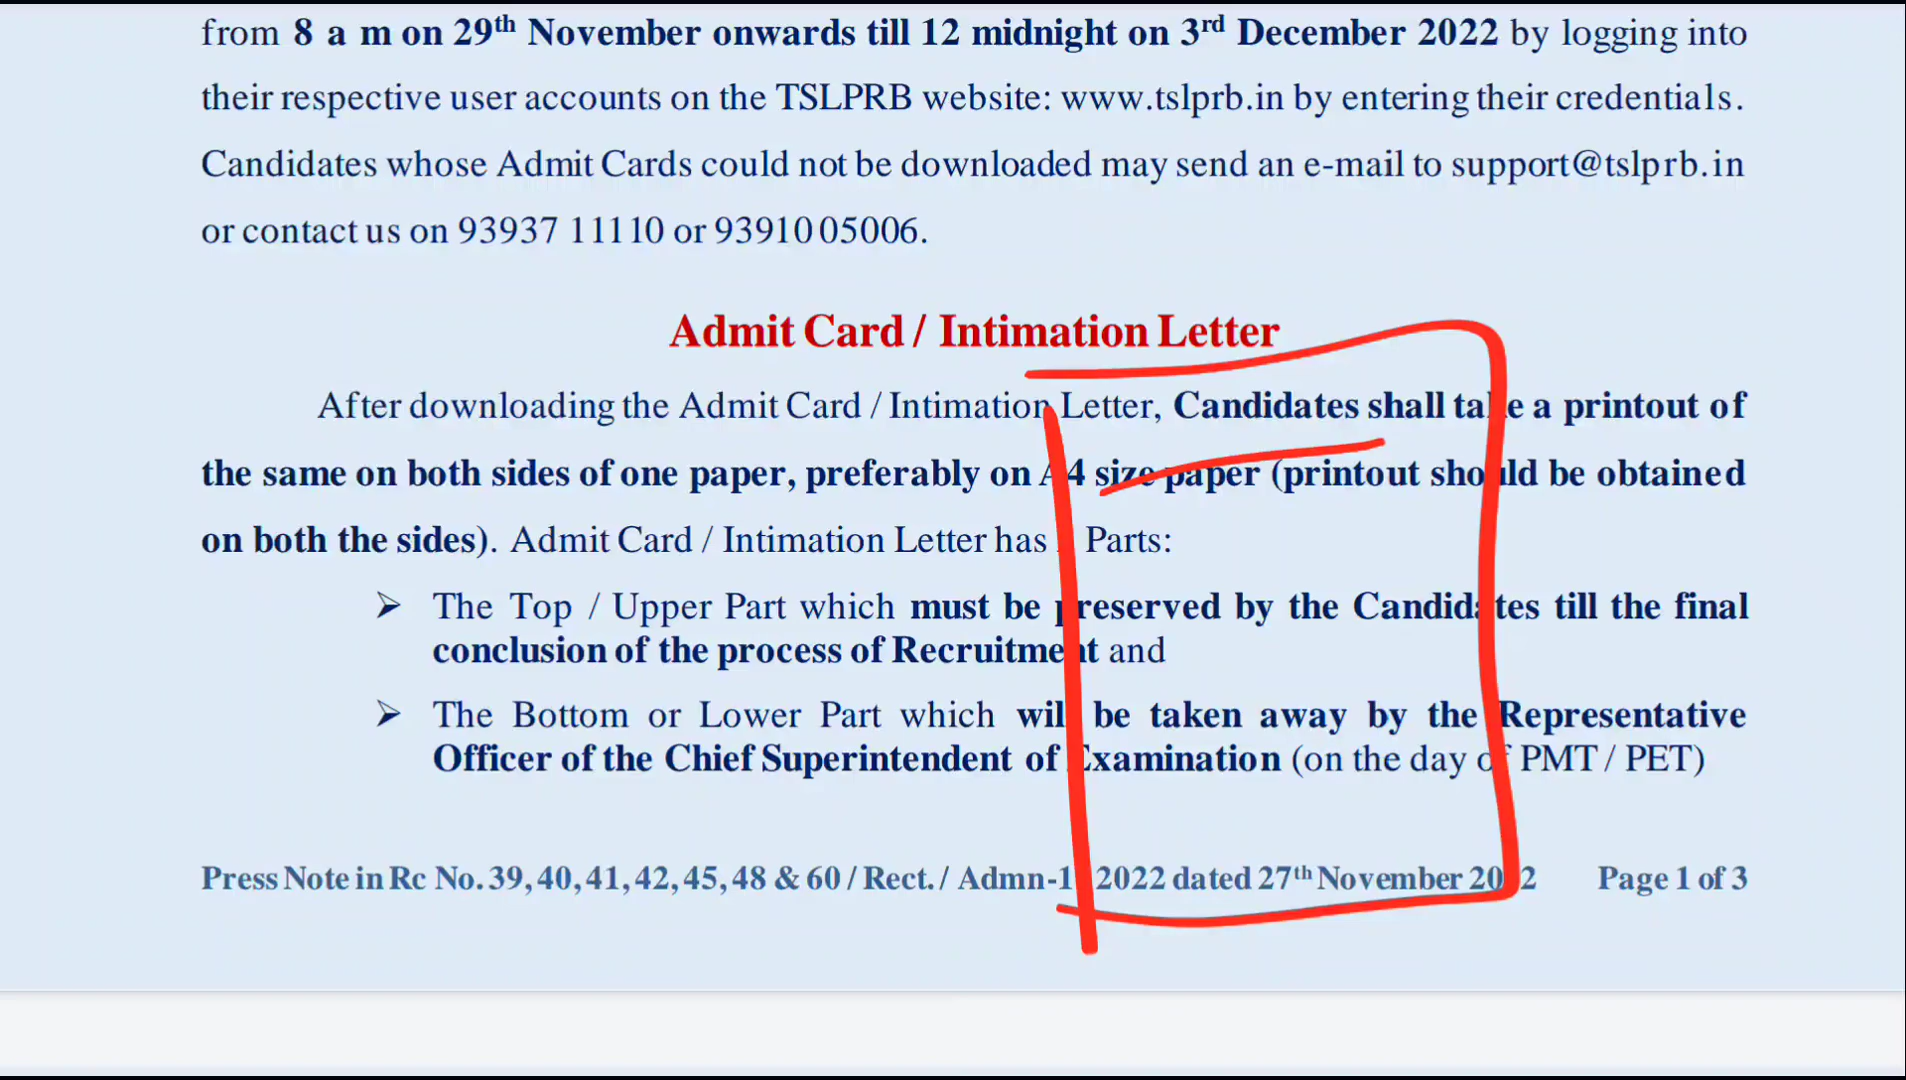 from 8 a m on 29th November onwards till 12 midnight on 3rd December 2022 by logging into
their respective user accounts on the TSLPRB website: www.tslprb.in by entering their credentials.
Candidates whose Admit Cards could not be downloaded may send an e-mail to support@tslprb.in
or contact us on 93937 11110 or 93910 05006.
Admit Card / Intimation Letter
After downloading the Admit Card / Intimation Letter, Candidates shall take a printout of
the same on both sides of one paper, preferably on A4 size paper (printout should be obtained
on both the sides). Admit Card / Intimation Letter has Parts:
➢ The Top / Upper Part which must be preserved by the Candidates till the final
conclusion of the process of Recruitment and
➢ The Bottom or Lower Part which will be taken away by the Representative
Officer of the Chief Superintendent of Examination (on the day of PMT / PET)
Press Note in Rc No. 39, 40, 41, 42, 45, 48 & 60 / Rect. / Admn-1 2022 dated 27th November 2022 Page 1 of 3